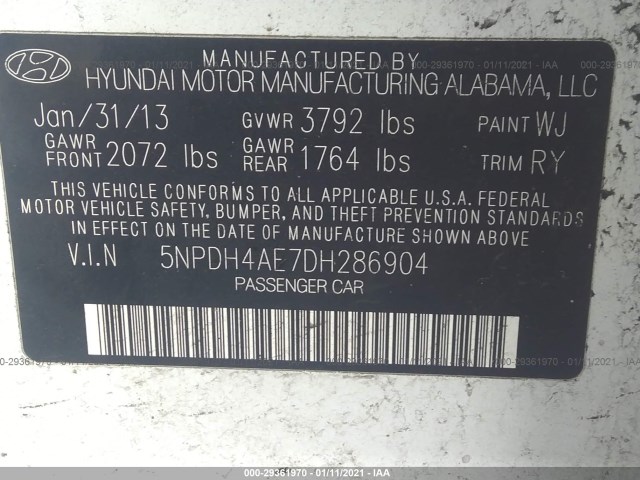 MANUFACTURED BY
HYUNDAI MOTOR MANUFACTURING ALABAMA, LLC
Jan/31/13 GVWR 3792 lbs PAINT WJ
GAWR FRONT 2072 lbs GAWR REAR 1764 lbs TRIM RY
THIS VEHICLE CONFORMS TO ALL APPLICABLE U.S.A. FEDERAL
MOTOR VEHICLE SAFETY, BUMPER, AND THEFT PREVENTION STANDARDS
IN EFFECT ON THE DATE OF MANUFACTURE SHOWN ABOVE.
V.I.N 5NPDH4AE7DH286904
PASSENGER CAR
000-29361970 - 01/11/2021 - IAA